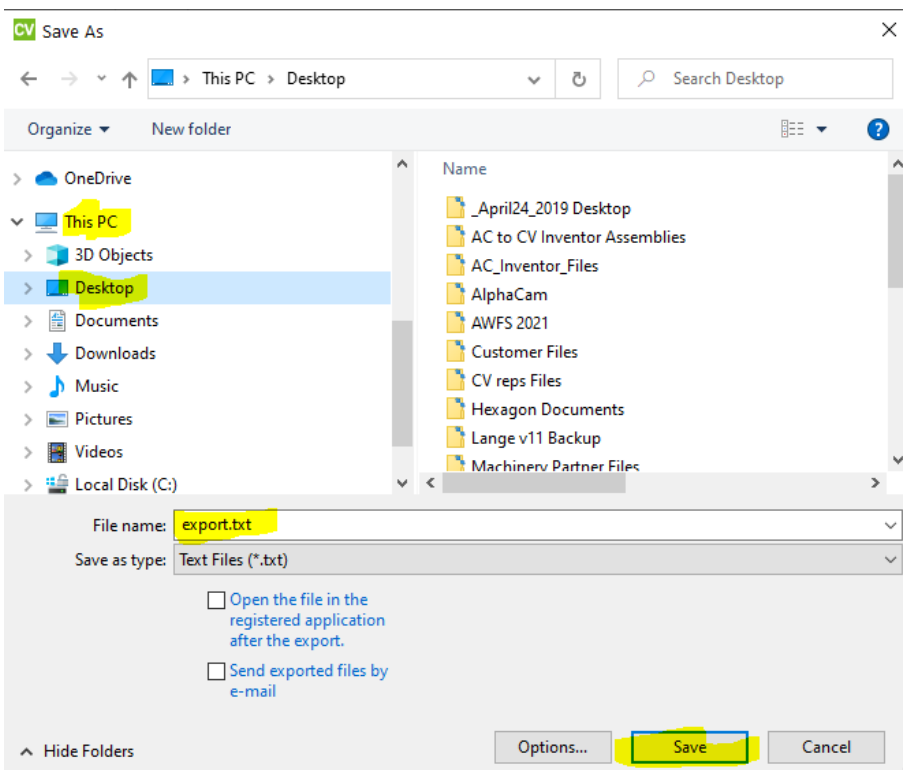 CV Save As
This PC > Desktop
Search Desktop
Organize
New folder
?
OneDrive
This PC
3D Objects
Desktop
Documents
Downloads
Music
Pictures
Videos
Local Disk (C:)
Name
_April24_2019 Desktop
AC to CV Inventor Assemblies
AC_Inventor_Files
AlphaCam
AWFS 2021
Customer Files
CV reps Files
Hexagon Documents
Lange v11 Backup
Machinery Partner Files
File name: export.txt
Save as type: Text Files (*.txt)
Open the file in the
registered application
after the export.
Send exported files by
e-mail
Hide Folders
Options...
Save
Cancel